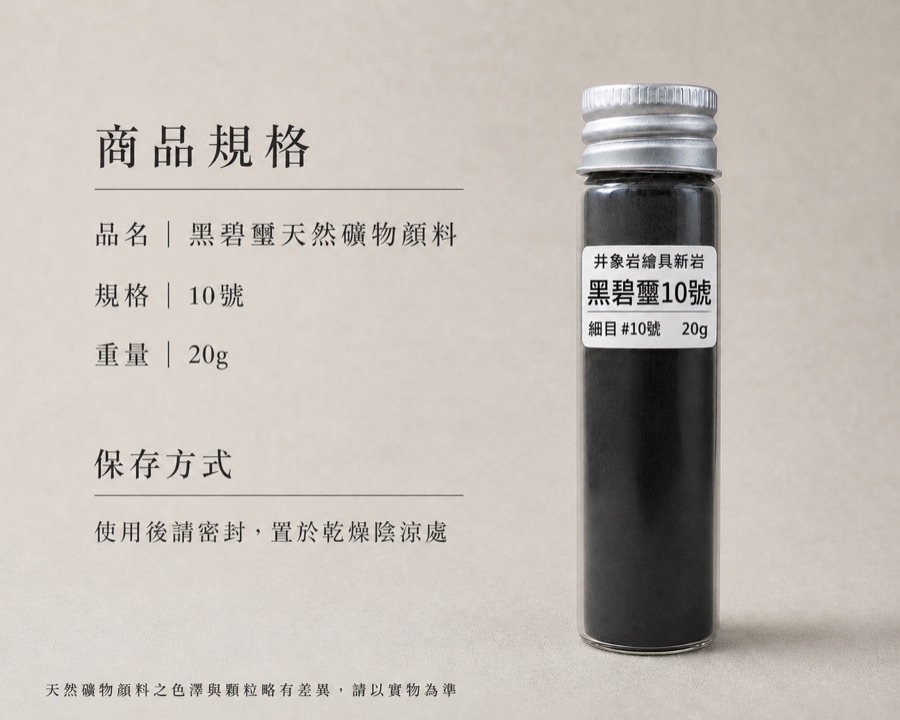 商品規格
品名｜黑碧璽天然礦物顏料
規格｜10號
重量｜20g
保存方式
使用後請密封，置於乾燥陰涼處
天然礦物顏料之色澤與顆粒略有差異，請以實物為準
井象岩繪具新岩
黑碧璽10號
細目 #10號 20g